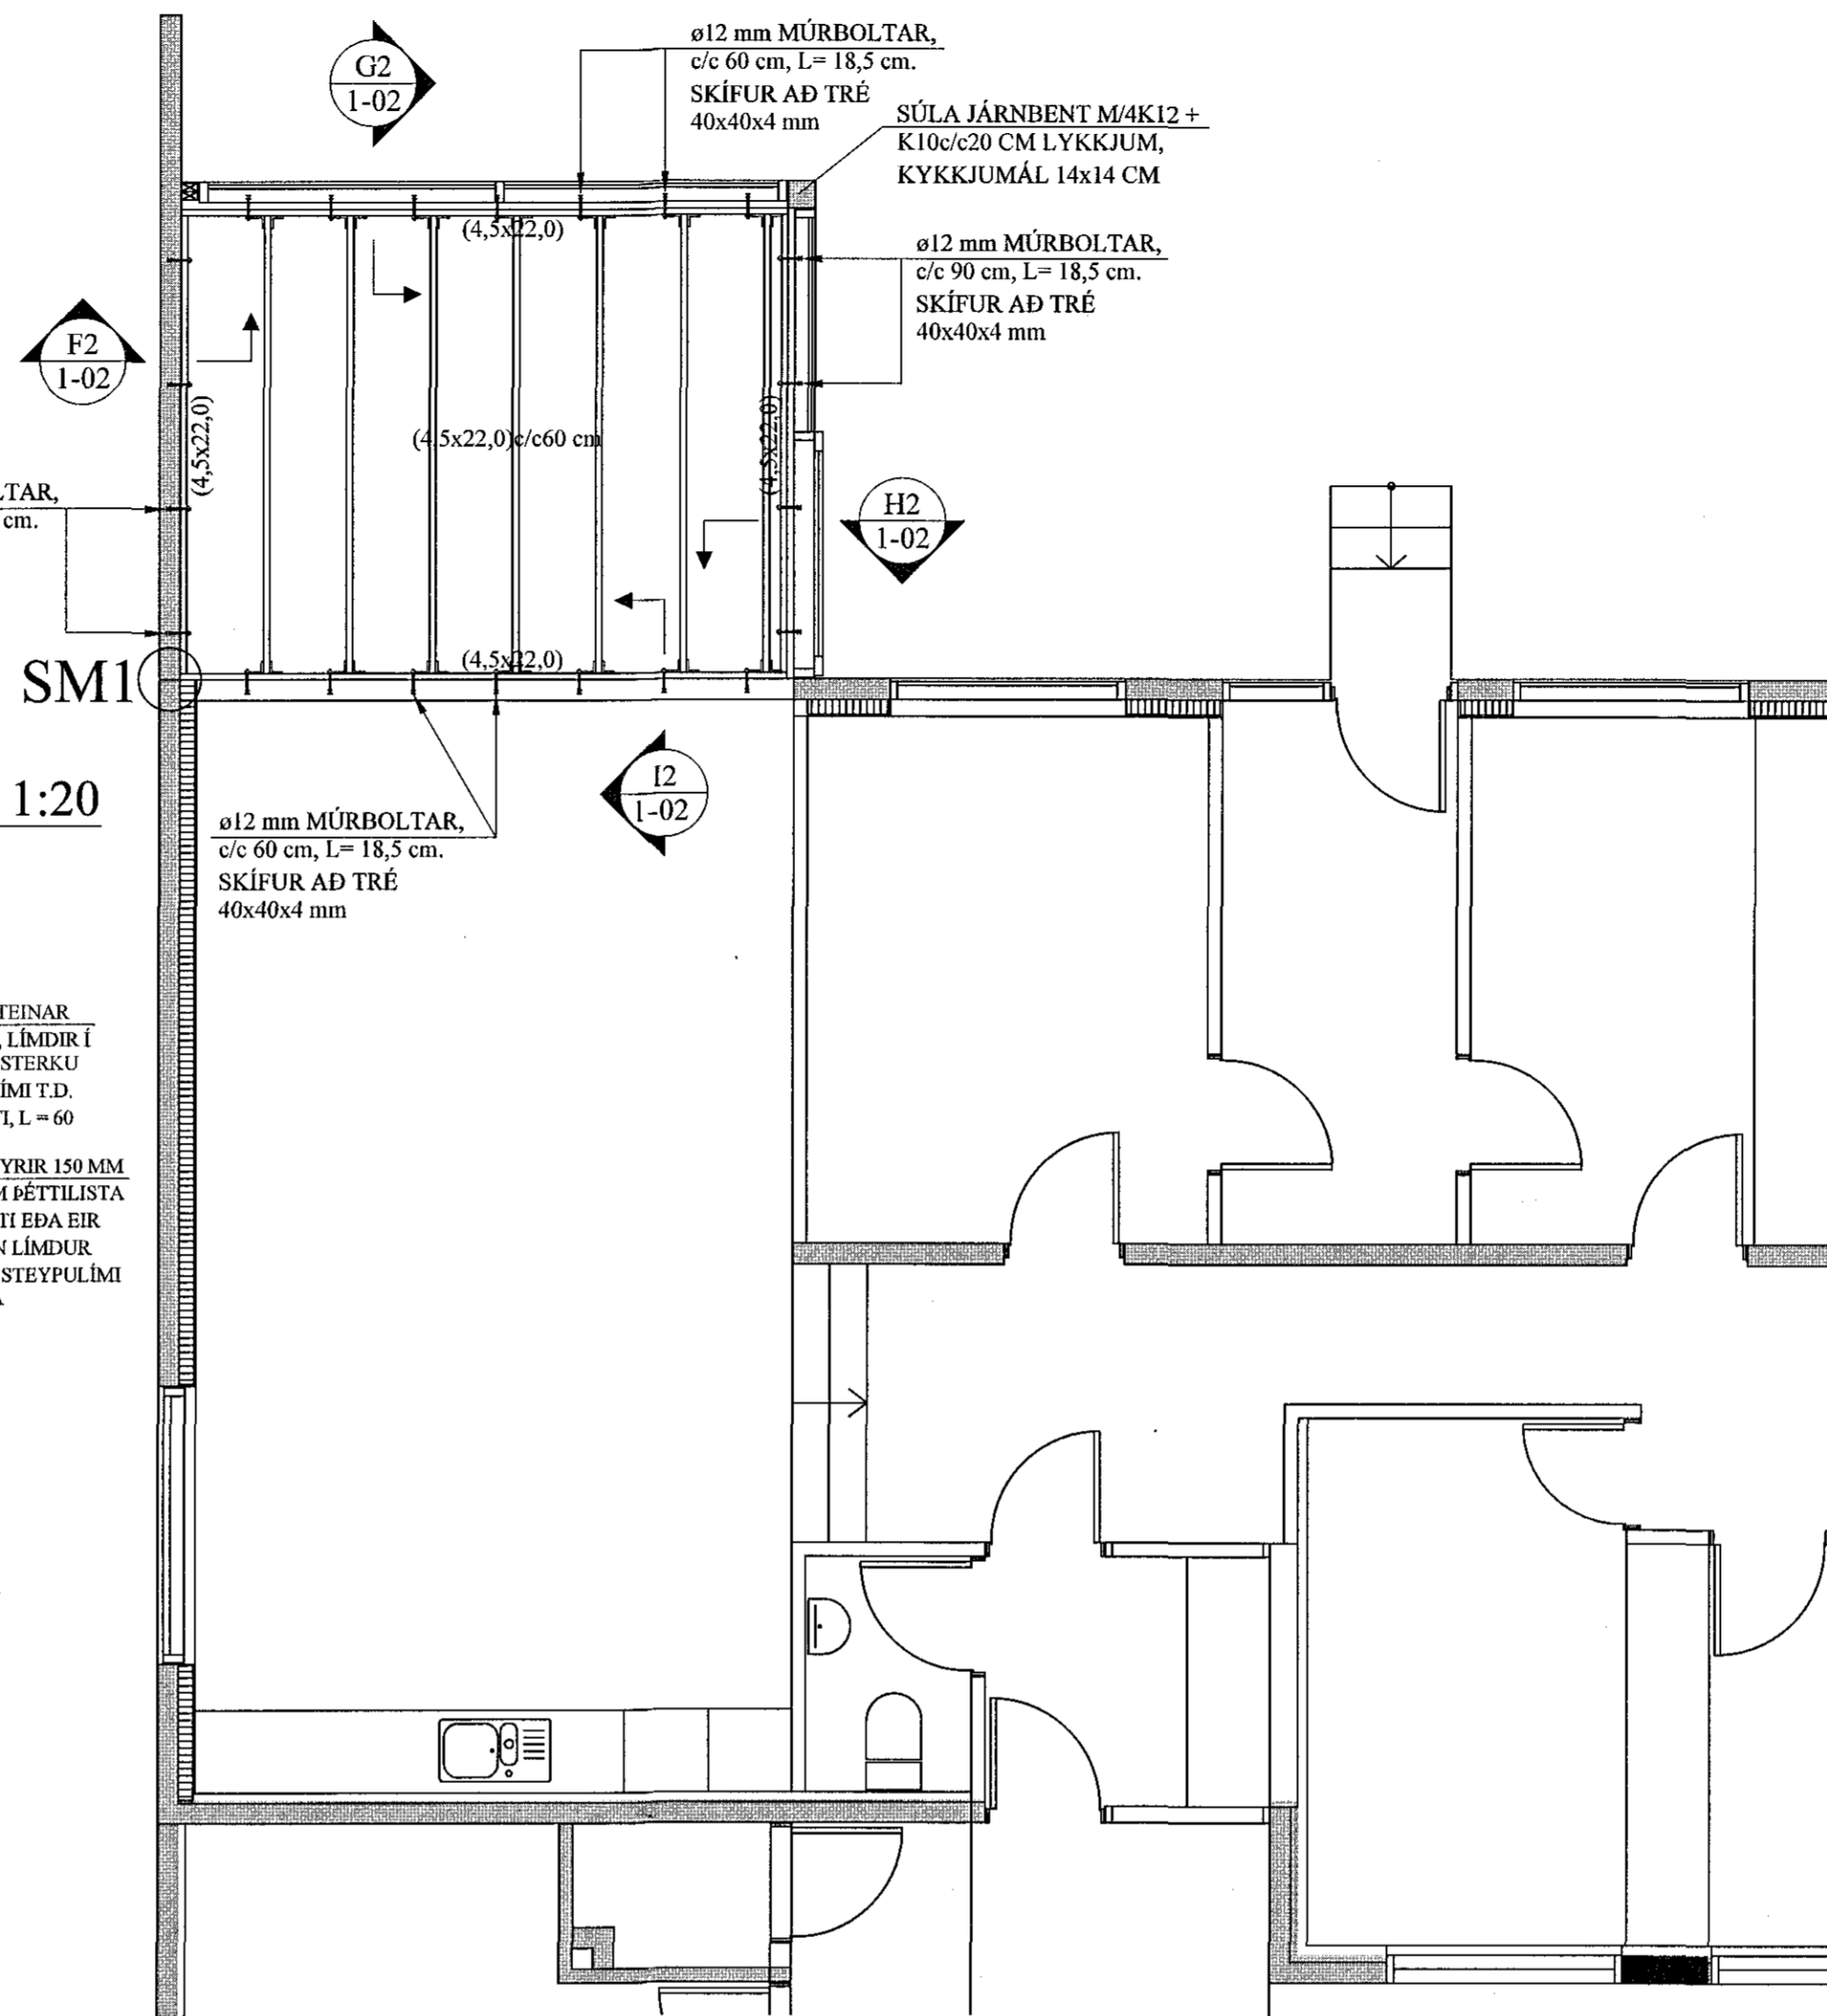 G2
1-02
ø12 mm MÚRBOLTAR,
c/c 60 cm, L= 18,5 cm.
SKÍFUR AÐ TRÉ
40x40x4 mm
SÚLA JÁRNBENT M/4K12 +
K10c/c20 CM LYKKJUM,
KYKKJUMÁL 14x14 CM
(4,5x22,0)
ø12 mm MÚRBOLTAR,
c/c 90 cm, L= 18,5 cm.
SKÍFUR AÐ TRÉ
40x40x4 mm
F2
1-02
(4,5x22,0)
(4,5x22,0)c/c60 cm
(4,5x22,0)
LTAR,
cm.
H2
1-02
(4,5x22,0)
SM1
1:20
I2
1-02
ø12 mm MÚRBOLTAR,
c/c 60 cm, L= 18,5 cm.
SKÍFUR AÐ TRÉ
40x40x4 mm
TEINAR
, LÍMDIR Í
STERKU
ÍMI T.D.
TI, L = 60
YRIR 150 MM
M ÞÉTTILISTA
TI EÐA EIR
N LÍMDUR
STEYPULÍMI